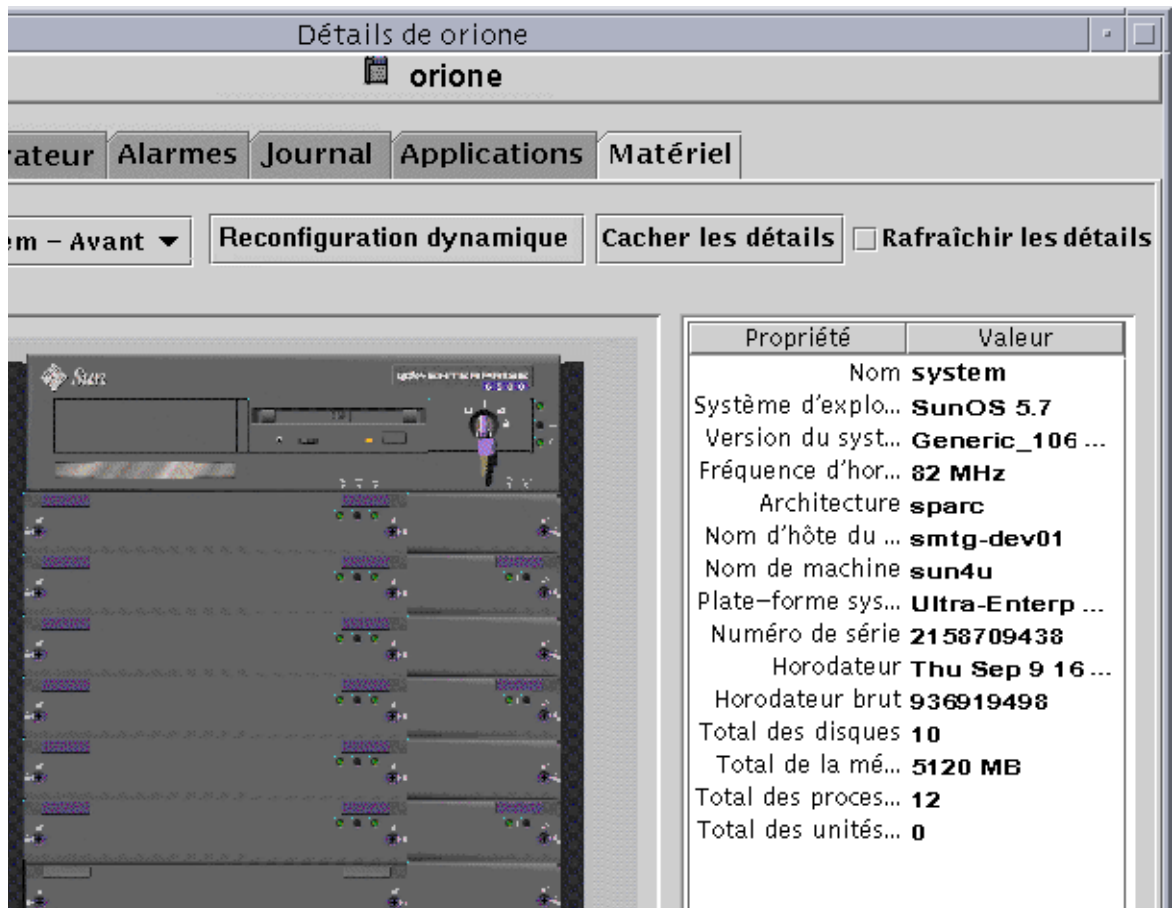 Détails de orione
orione
rateur Alarmes Journal Applications Matériel
em – Avant Reconfiguration dynamique Cacher les détails Rafraîchir les détails
Propriété Valeur
Nom system
Système d'explo... SunOS 5.7
Version du syst... Generic_106 ...
Fréquence d'hor... 82 MHz
Architecture sparc
Nom d'hôte du ... smtg-dev01
Nom de machine sun4u
Plate-forme sys... Ultra-Enterp ...
Numéro de série 2158709438
Horodateur Thu Sep 9 16 ...
Horodateur brut 936919498
Total des disques 10
Total de la mé... 5120 MB
Total des proces... 12
Total des unités... 0
Sun
ENTERPRISE